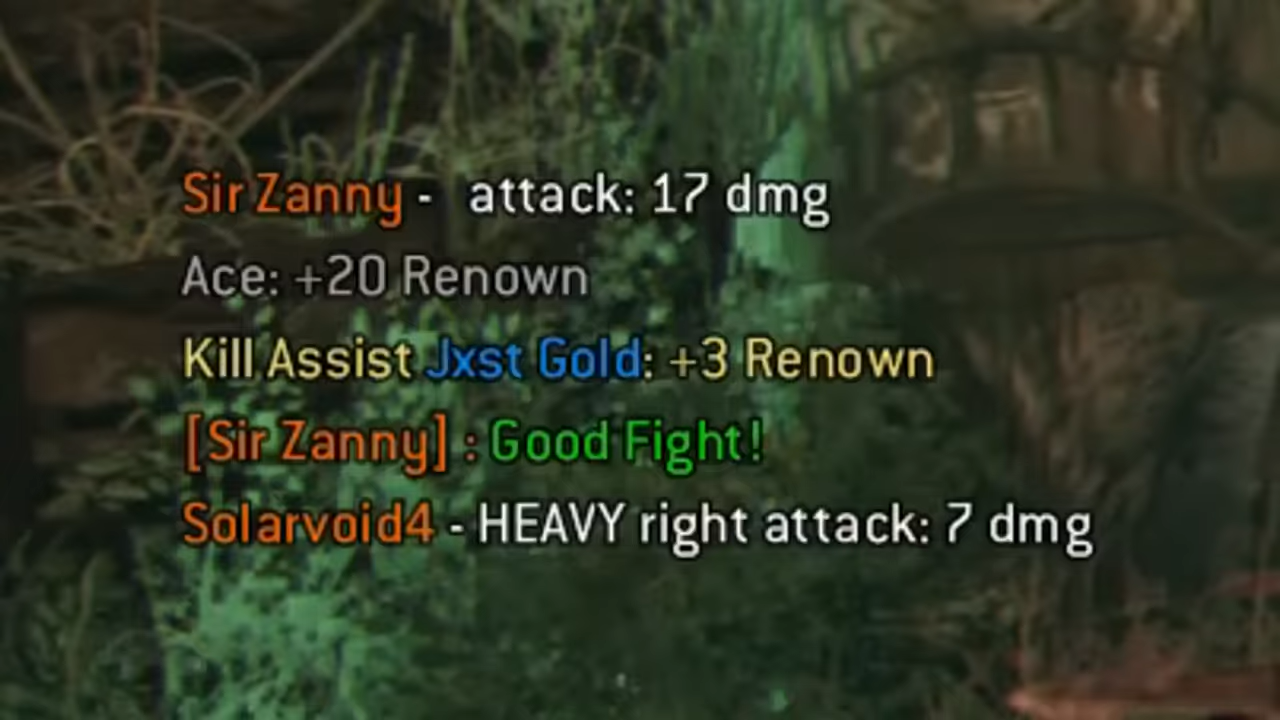 Sir Zanny -  attack: 17 dmg
Ace: +20 Renown
Kill Assist Jxst Gold: +3 Renown
[Sir Zanny] : Good Fight!
Solarvoid4 - HEAVY right attack: 7 dmg